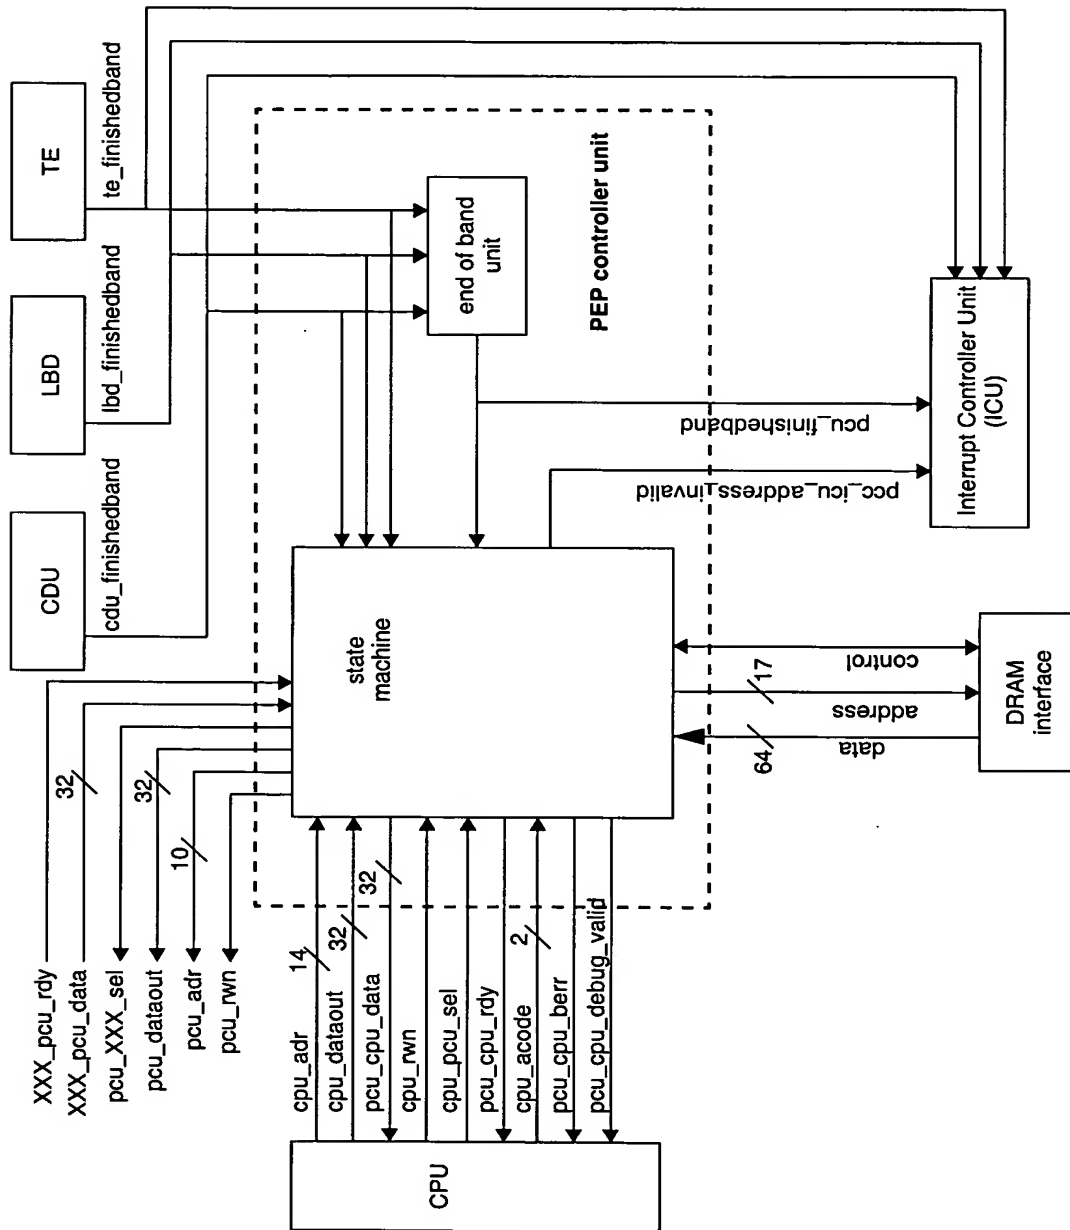 TE
te_finishedband
LBD
lbd_finishedband
CDU
cdu_finishedband
end of band
unit
PEP controller unit
state
machine
XXX_pcu_rdy
XXX_pcu_data
32
pcu_XXX_sel
pcu_dataout
32
pcu_adr
10
pcu_rwn
CPU
cpu_adr
14
cpu_dataout
32
pcu_cpu_data
32
cpu_rwn
cpu_pcu_sel
pcu_cpu_rdy
cpu_acode
2
pcu_cpu_berr
pcu_cpu_debug_valid
pcu_finishedband
pcc_icu_address_invalid
Interrupt Controller Unit
(ICU)
control
17
address
64
data
DRAM
interface